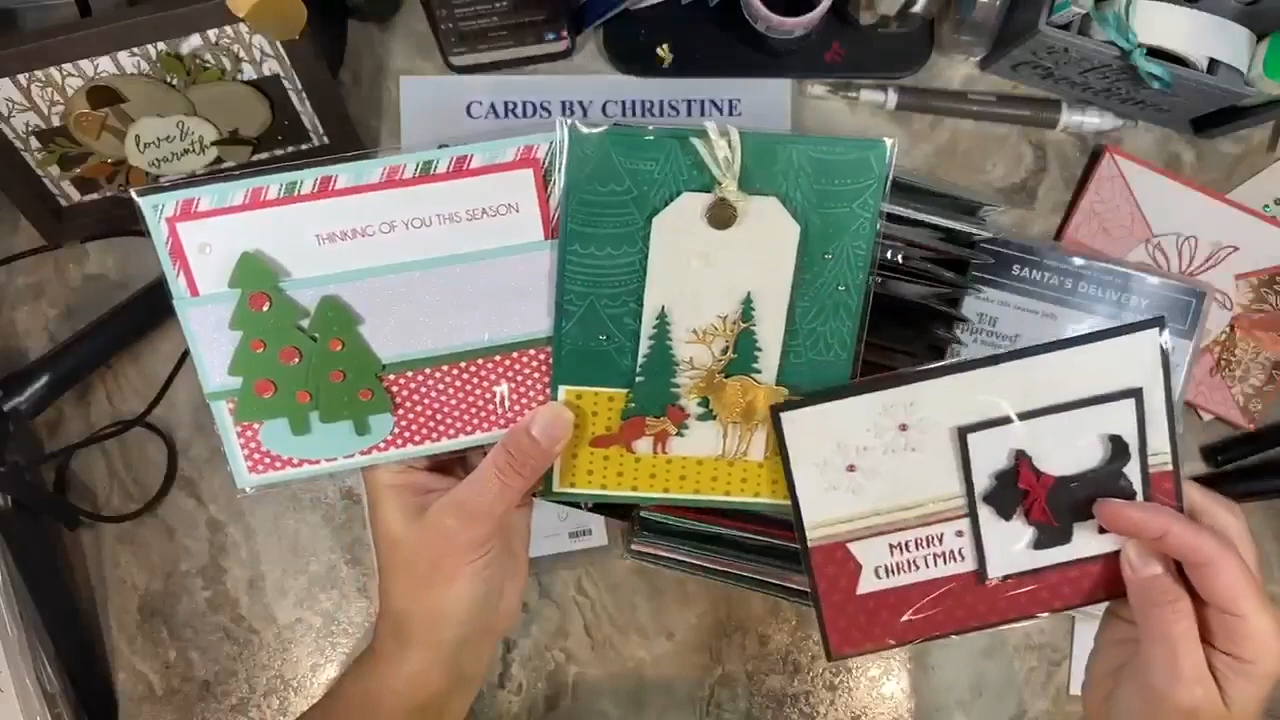 CARDS BY CHRISTINE
love &
warmth
THINKING OF YOU THIS SEASON
SANTA'S DELIVERY
make this season jolly
Elf
approved
MERRY
CHRISTMAS